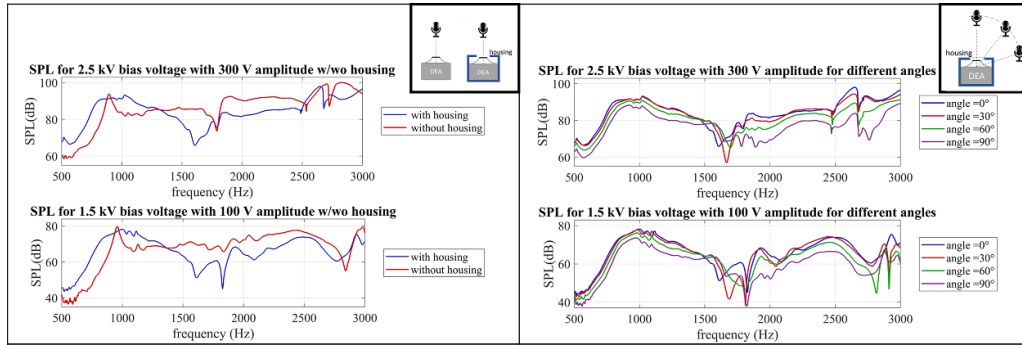 housing
DEA
DEA
SPL for 2.5 kV bias voltage with 300 V amplitude w/wo housing
100
80
60
SPL(dB)
500
1000
1500
2000
2500
3000
frequency (Hz)
with housing
without housing
SPL for 1.5 kV bias voltage with 100 V amplitude w/wo housing
80
60
40
SPL(dB)
500
1000
1500
2000
2500
3000
frequency (Hz)
with housing
without housing
housing
DEA
SPL for 2.5 kV bias voltage with 300 V amplitude for different angles
100
80
60
SPL(dB)
500
1000
1500
2000
2500
3000
frequency (Hz)
angle =0°
angle =30°
angle =60°
angle =90°
SPL for 1.5 kV bias voltage with 100 V amplitude for different angles
80
60
40
SPL(dB)
500
1000
1500
2000
2500
3000
frequency (Hz)
angle =0°
angle =30°
angle =60°
angle =90°